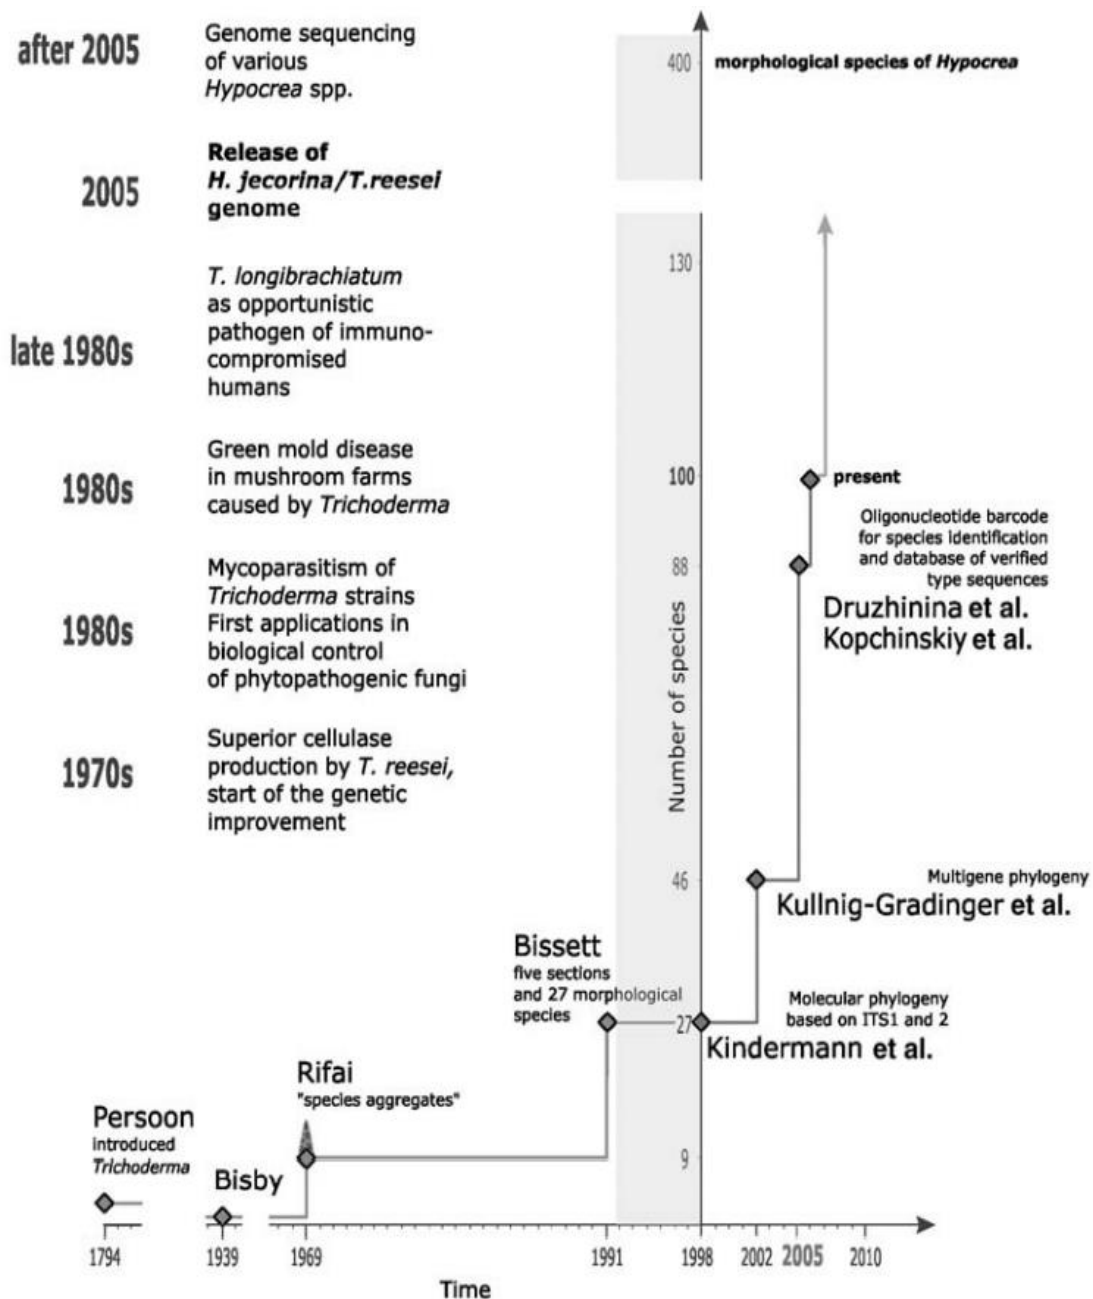 after 2005
Genome sequencing
of various
Hypocrea spp.
2005
Release of
H. jecorina/T.reesei
genome
late 1980s
T. longibrachiatum
as opportunistic
pathogen of immuno-
compromised
humans
1980s
Green mold disease
in mushroom farms
caused by Trichoderma
1980s
Mycoparasitism of
Trichoderma strains
First applications in
biological control
of phytopathogenic fungi
1970s
Superior cellulase
production by T. reesei,
start of the genetic
improvement
400
morphological species of Hypocrea
130
100
present
Oligonucleotide barcode
for species identification
and database of verified
type sequences
88
Druzhinina et al.
Kopchinskiy et al.
Number of species
46
Multigene phylogeny
Kullnig-Gradinger et al.
Bissett
five sections
and 27 morphological
species
27
Molecular phylogeny
based on ITS1 and 2
Kindermann et al.
Rifai
"species aggregates"
9
Persoon
introduced
Trichoderma
Bisby
1794
1939
1969
1991
1998
2002
2005
2010
Time